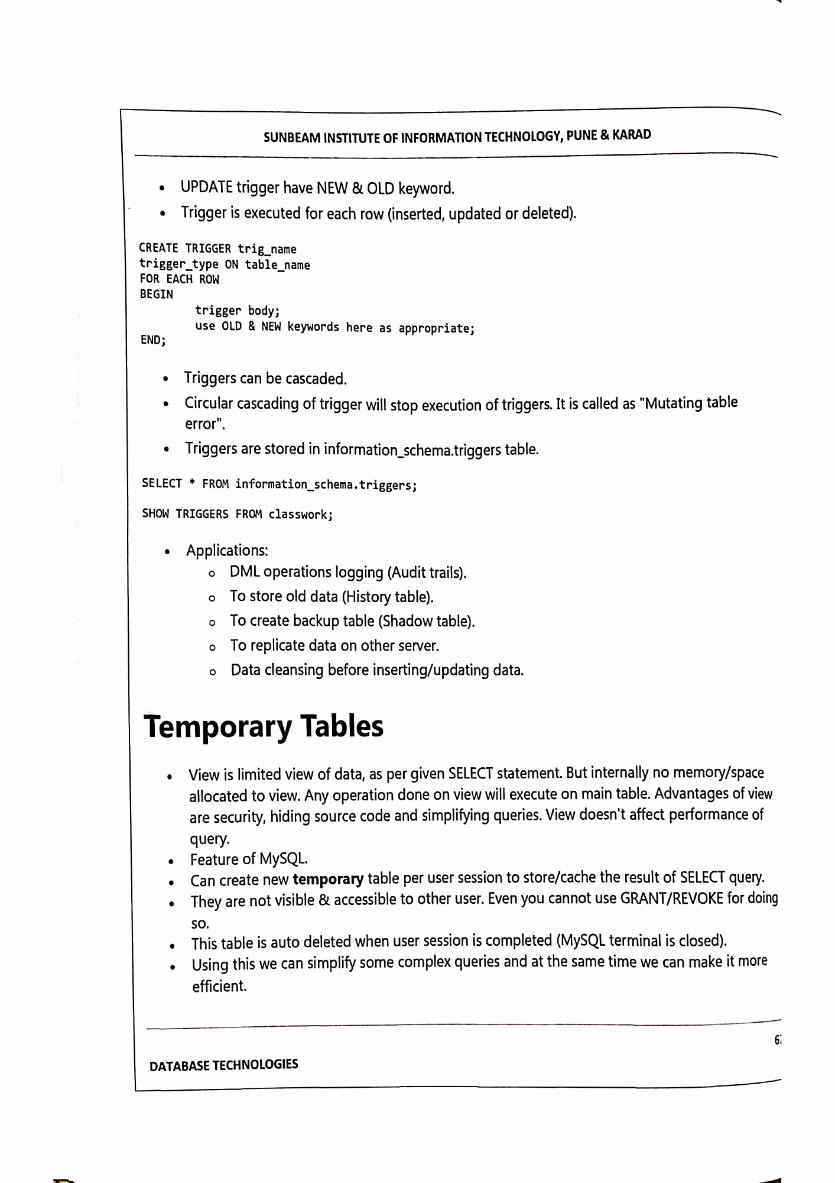 SUNBEAM INSTITUTE OF INFORMATION TECHNOLOGY, PUNE & KARAD
• UPDATE trigger have NEW & OLD keyword.
• Trigger is executed for each row (inserted, updated or deleted).
CREATE TRIGGER trig_name
trigger_type ON table_name
FOR EACH ROW
BEGIN
trigger body;
use OLD & NEW keywords here as appropriate;
END;
• Triggers can be cascaded.
• Circular cascading of trigger will stop execution of triggers. It is called as "Mutating table
error".
• Triggers are stored in information_schema.triggers table.
SELECT * FROM information_schema.triggers;
SHOW TRIGGERS FROM classwork;
• Applications:
o DML operations logging (Audit trails).
o To store old data (History table).
o To create backup table (Shadow table).
o To replicate data on other server.
o Data cleansing before inserting/updating data.
Temporary Tables
• View is limited view of data, as per given SELECT statement. But internally no memory/space
allocated to view. Any operation done on view will execute on main table. Advantages of view
are security, hiding source code and simplifying queries. View doesn't affect performance of
query.
• Feature of MySQL.
• Can create new temporary table per user session to store/cache the result of SELECT query.
• They are not visible & accessible to other user. Even you cannot use GRANT/REVOKE for doing
so.
• This table is auto deleted when user session is completed (MySQL terminal is closed).
• Using this we can simplify some complex queries and at the same time we can make it more
efficient.
DATABASE TECHNOLOGIES